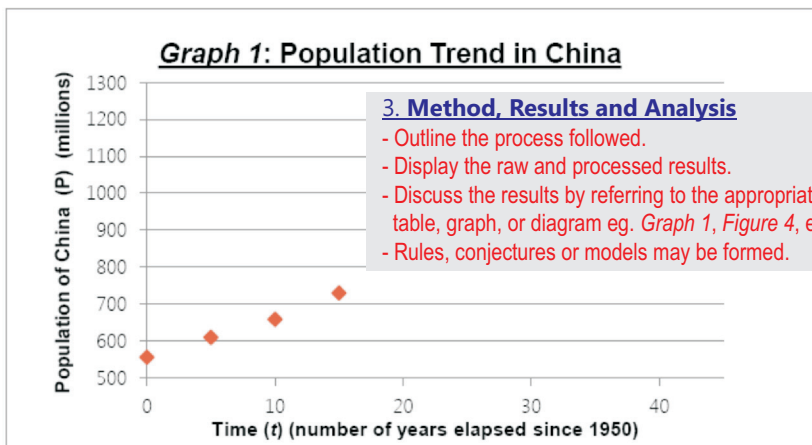 Graph 1: Population Trend in China
Population of China (P) (millions)
1300
1200
1100
1000
900
800
700
600
500
0
10
20
30
40
Time (t) (number of years elapsed since 1950)
3. Method, Results and Analysis
- Outline the process followed.
- Display the raw and processed results.
- Discuss the results by referring to the appropriat
table, graph, or diagram eg. Graph 1, Figure 4, e
- Rules, conjectures or models may be formed.